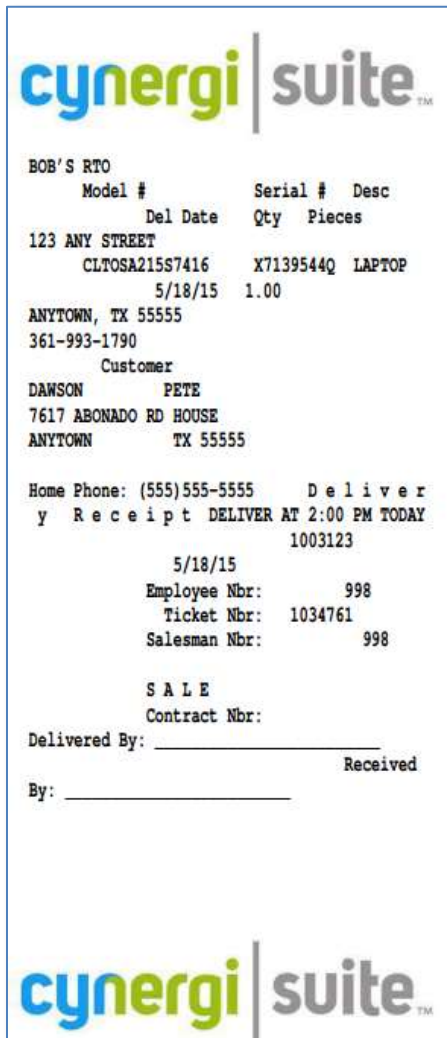 cynergi suite™
BOB'S RTO
Model # Serial # Desc
Del Date Qty Pieces
123 ANY STREET
CLTOSA215S7416 X7139544Q LAPTOP
5/18/15 1.00
ANYTOWN, TX 55555
361-993-1790
Customer
DAWSON PETE
7617 ABONADO RD HOUSE
ANYTOWN TX 55555
Home Phone: (555)555-5555 D e l i v e r
y R e c e i p t DELIVER AT 2:00 PM TODAY
1003123
5/18/15
Employee Nbr: 998
Ticket Nbr: 1034761
Salesman Nbr: 998
S A L E
Contract Nbr:
Delivered By: ________________________
Received
By: ________________________
cynergi suite™